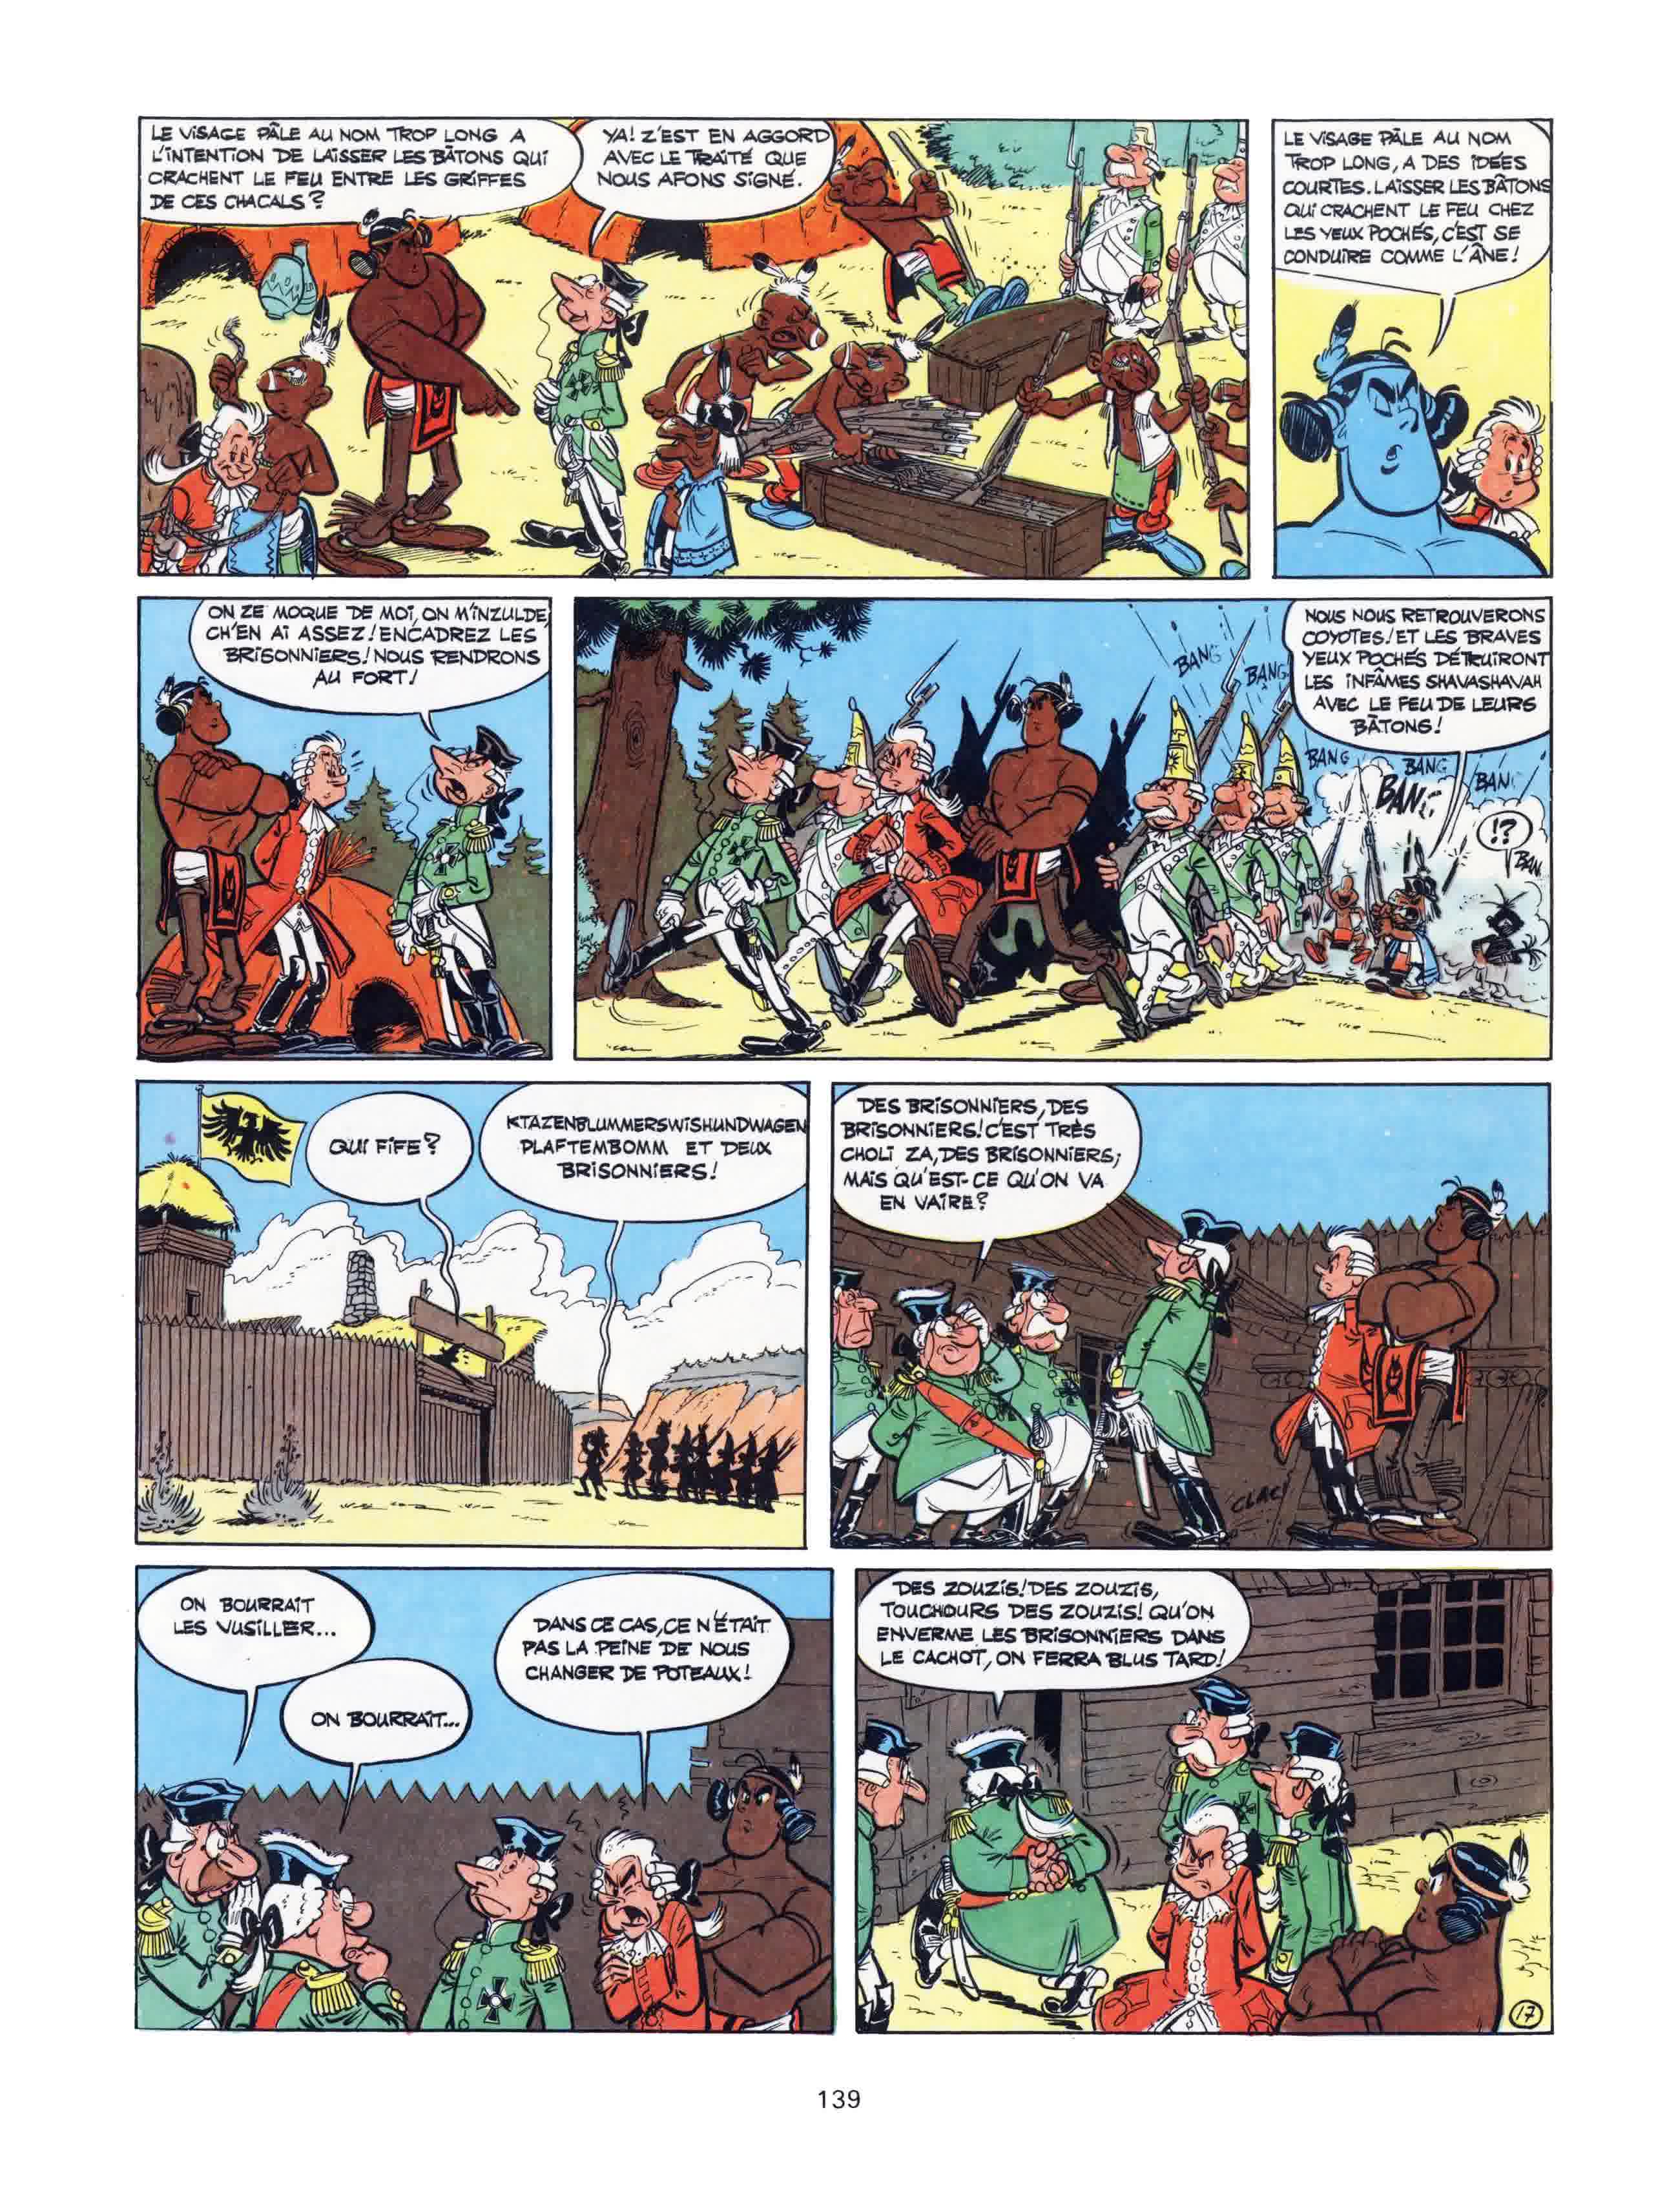 LE VISAGE PÂLE AU NOM TROP LONG A
L'INTENTION DE LAISSER LES BÂTONS QUI
CRACHENT LE FEU ENTRE LES GRIFFES
DE CES CHACALS?
YA! Z'EST EN AGGORD
AVEC LE TRAITÉ QUE
NOUS AFONS SIGNÉ.
LE VISAGE PÂLE AU NOM
TROP LONG, A DES IDÉES
COURTES. LAISSER LES BÂTONS
QUI CRACHENT LE FEU CHEZ
LES YEUX POCHÉS, C'EST SE
CONDUIRE COMME L'ÂNE!
ON ZE MOQUE DE MOI, ON M'INZULDE,
CH'EN AI ASSEZ! ENCADREZ LES
BRISONNIERS! NOUS RENDRONS
AU FORT!
BANG
BANG
NOUS NOUS RETROUVERONS
COYOTES! ET LES BRAVES
YEUX POCHÉS DÉTRUIRONT
LES INFÂMES SHAVASHAVAH
AVEC LE FEU DE LEURS
BÂTONS!
BANG
BANG
BANG
BANG
!?
BAN
QUI FIFE?
KTAZENBLUMMERSWISHUNDWAGEN
PLAFTEMBOMM ET DEUX
BRISONNIERS!
DES BRISONNIERS, DES
BRISONNIERS! C'EST TRÈS
CHOLI ZA, DES BRISONNIERS;
MAIS QU'EST-CE QU'ON VA
EN VAIRE?
CLAC!
ON BOURRAIT
LES VUSILLER...
ON BOURRAIT...
DANS CE CAS, CE N'ÉTAIT
PAS LA PEINE DE NOUS
CHANGER DE POTEAUX!
DES ZOUZIS! DES ZOUZIS,
TOUCHOURS DES ZOUZIS! QU'ON
ENVERME LES BRISONNIERS DANS
LE CACHOT, ON FERRA BLUS TARD!
17
139